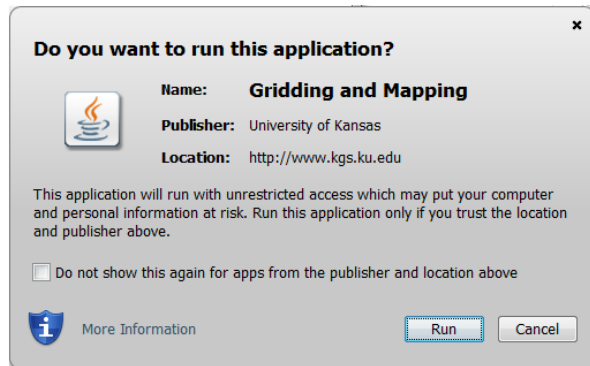 Do you want to run this application?
Name: Gridding and Mapping
Publisher: University of Kansas
Location: http://www.kgs.ku.edu
This application will run with unrestricted access which may put your computer
and personal information at risk. Run this application only if you trust the location
and publisher above.
Do not show this again for apps from the publisher and location above
More Information Run Cancel